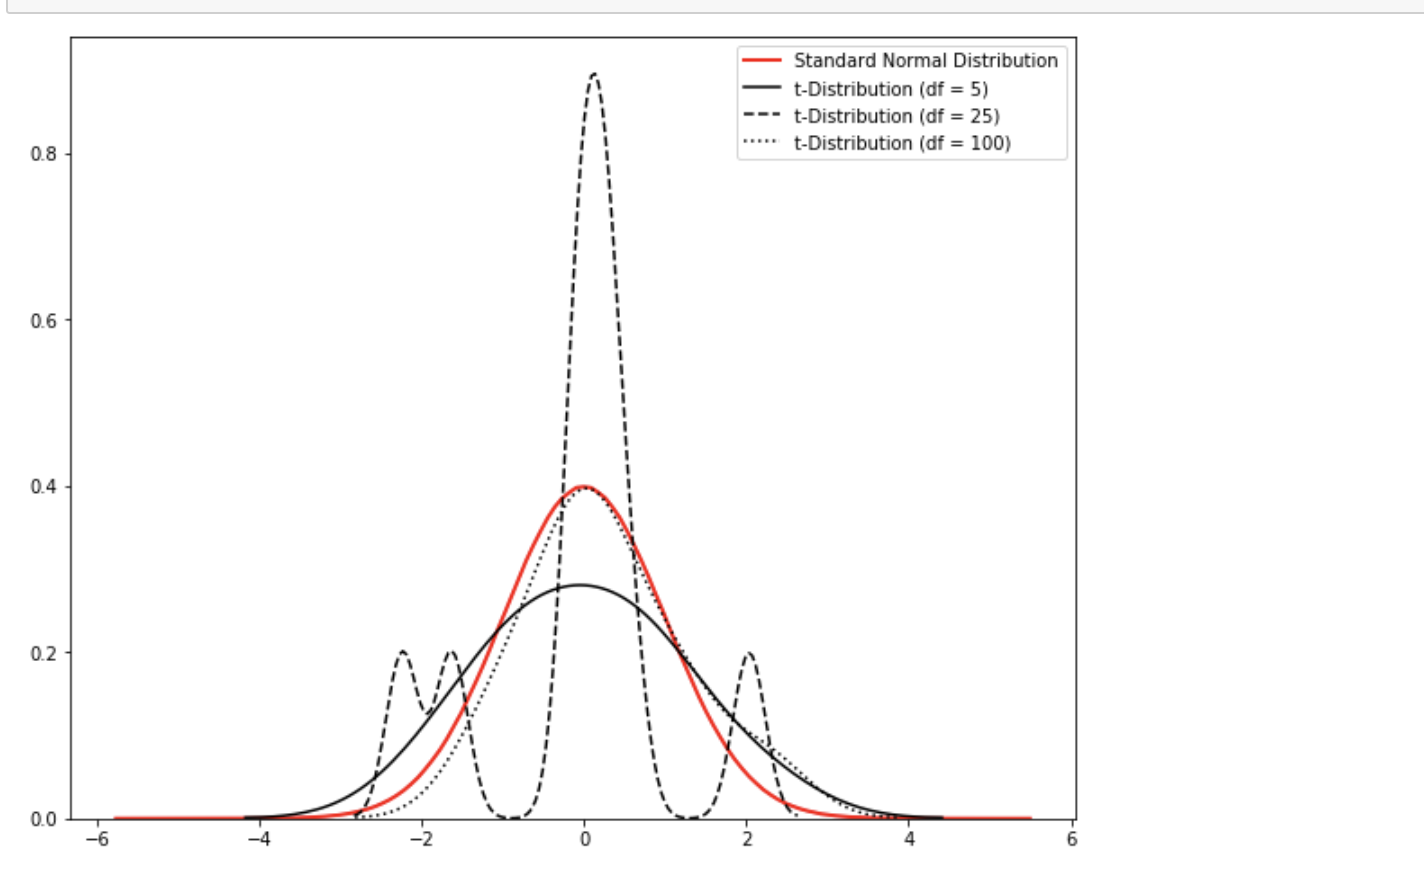 Standard Normal Distribution
t-Distribution (df = 5)
t-Distribution (df = 25)
t-Distribution (df = 100)
0.8
0.6
0.4
0.2
0.0
−6 −4 −2 0 2 4 6